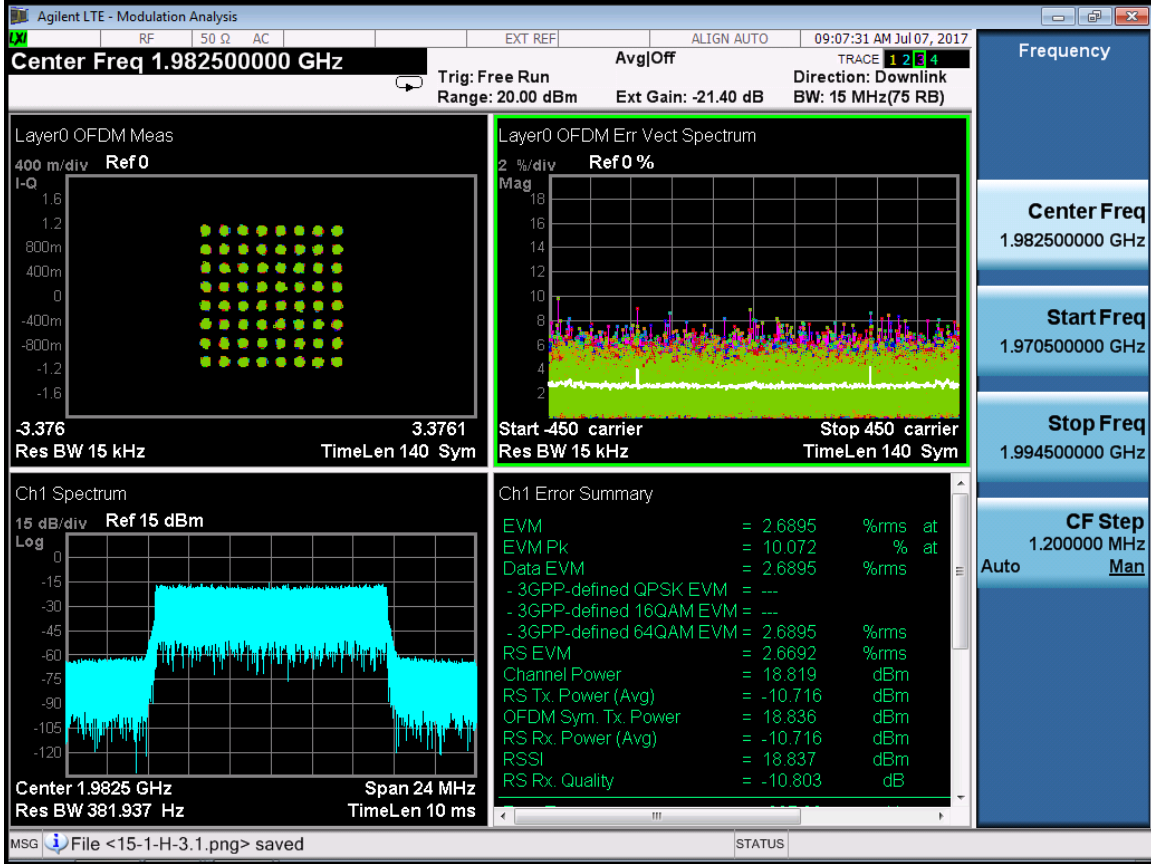 Agilent LTE - Modulation Analysis
LXI RF 50 Ω AC EXT REF ALIGN AUTO 09:07:31 AM Jul 07, 2017
Center Freq 1.982500000 GHz
Avg|Off
TRACE 1 2 3 4
Trig: Free Run
Direction: Downlink
Range: 20.00 dBm Ext Gain: -21.40 dB BW: 15 MHz(75 RB)
Layer0 OFDM Meas
400 m/div Ref 0
I-Q
1.6
1.2
800m
400m
0
-400m
-800m
-1.2
-1.6
-3.376 3.3761
Res BW 15 kHz TimeLen 140 Sym
Layer0 OFDM Err Vect Spectrum
2 %/div Ref 0 %
Mag
18
16
14
12
10
8
6
4
2
Start -450 carrier Stop 450 carrier
Res BW 15 kHz TimeLen 140 Sym
Ch1 Spectrum
15 dB/div Ref 15 dBm
Log
0
-15
-30
-45
-60
-75
-90
-105
-120
Center 1.9825 GHz Span 24 MHz
Res BW 381.937 Hz TimeLen 10 ms
Ch1 Error Summary
EVM = 2.6895 %rms at
EVM Pk = 10.072 % at
Data EVM = 2.6895 %rms
- 3GPP-defined QPSK EVM = ---
- 3GPP-defined 16QAM EVM = ---
- 3GPP-defined 64QAM EVM = 2.6895 %rms
RS EVM = 2.6692 %rms
Channel Power = 18.819 dBm
RS Tx. Power (Avg) = -10.716 dBm
OFDM Sym. Tx. Power = 18.836 dBm
RS Rx. Power (Avg) = -10.716 dBm
RSSI = 18.837 dBm
RS Rx. Quality = -10.803 dB
Frequency
Center Freq
1.982500000 GHz
Start Freq
1.970500000 GHz
Stop Freq
1.994500000 GHz
CF Step
1.200000 MHz
Auto Man
MSG File <15-1-H-3.1.png> saved STATUS